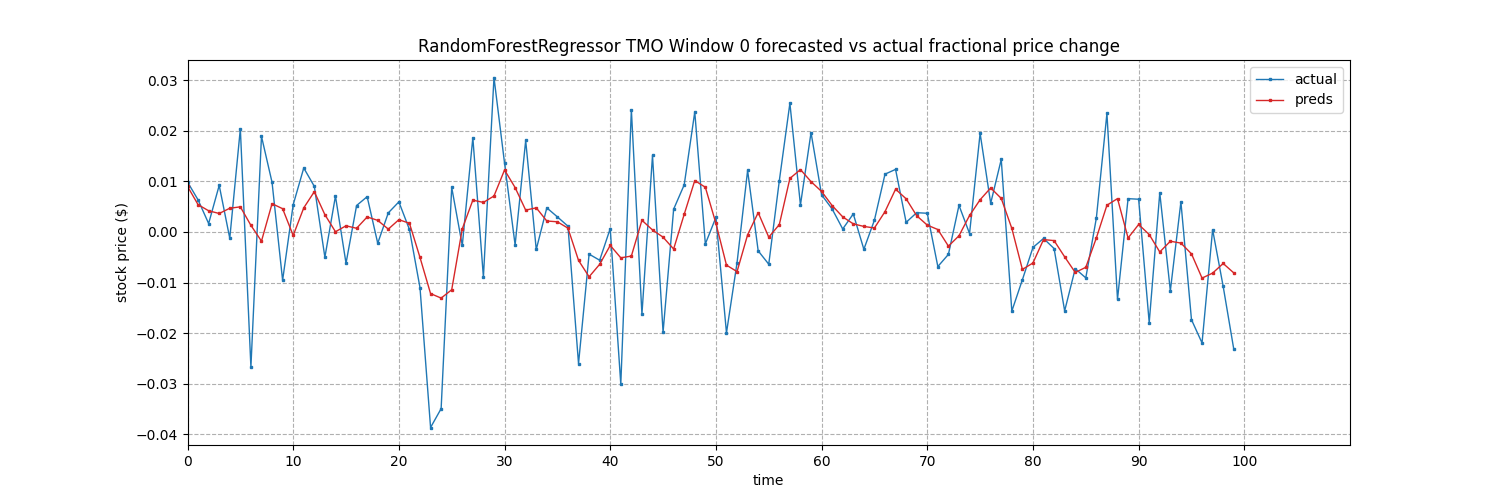 RandomForestRegressor TMO Window 0 forecasted vs actual fractional price change
actual
preds
stock price ($)
0.03
0.02
0.01
0.00
−0.01
−0.02
−0.03
−0.04
0 10 20 30 40 50 60 70 80 90 100
time